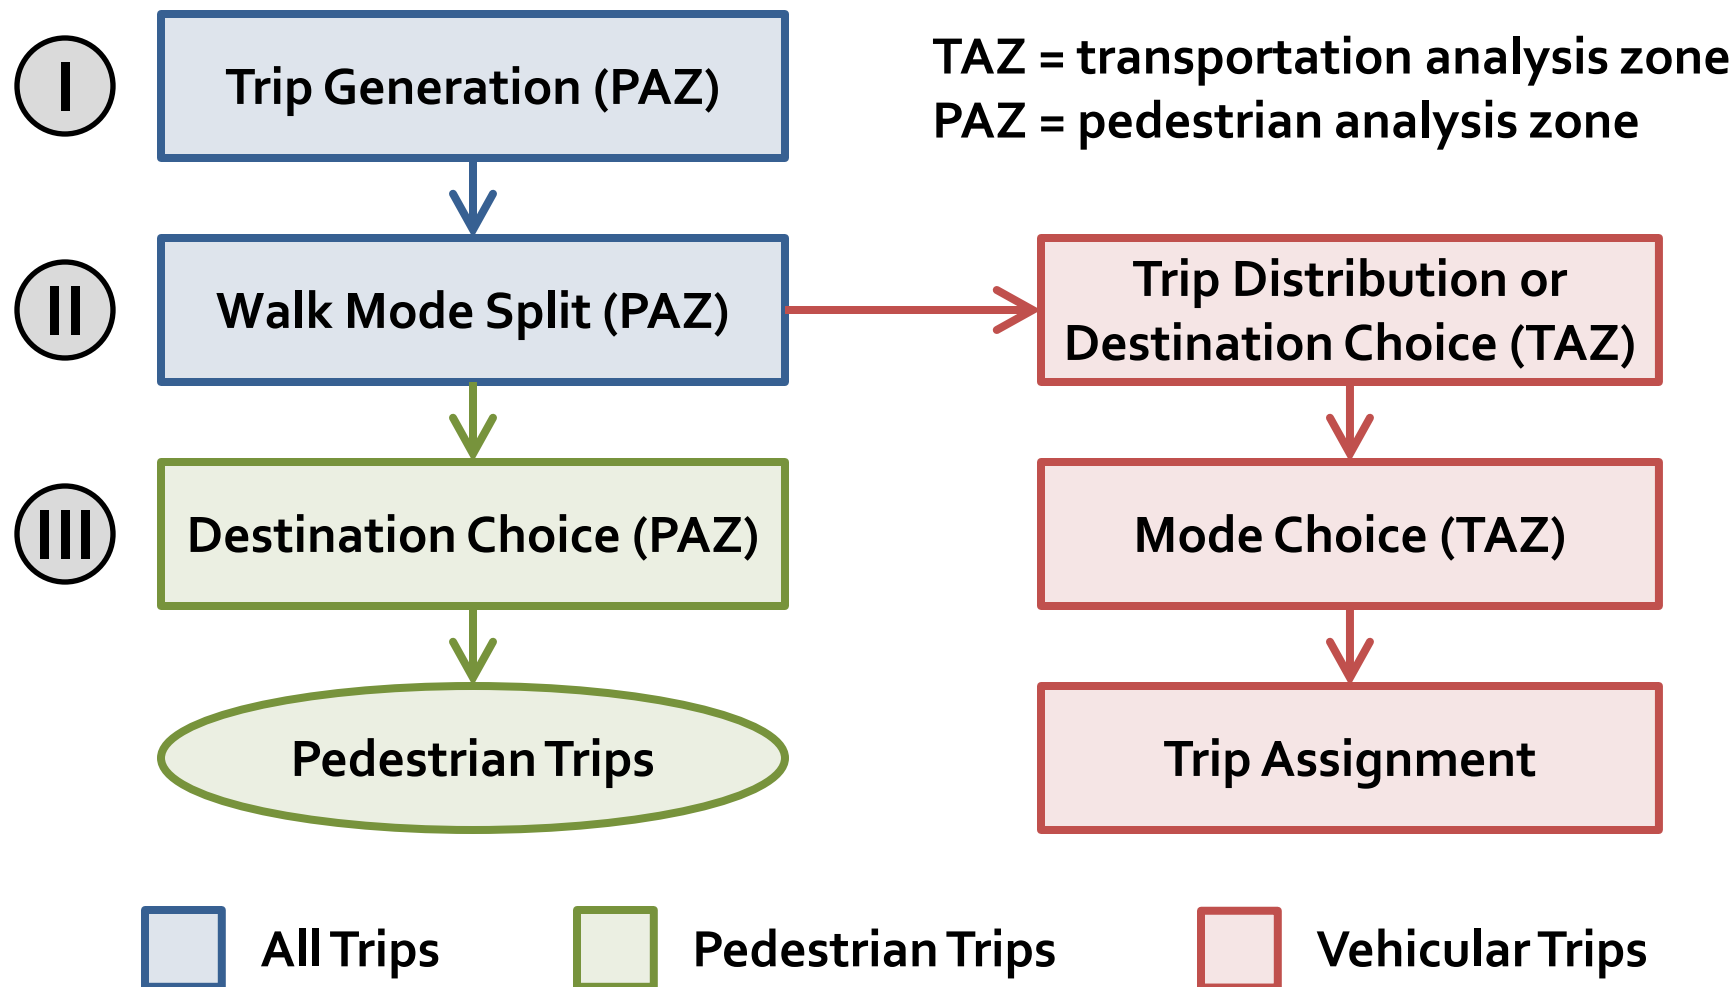 I
Trip Generation (PAZ)
TAZ = transportation analysis zone
PAZ = pedestrian analysis zone
II
Walk Mode Split (PAZ)
Trip Distribution or
Destination Choice (TAZ)
III
Destination Choice (PAZ)
Mode Choice (TAZ)
Pedestrian Trips
Trip Assignment
All Trips
Pedestrian Trips
Vehicular Trips